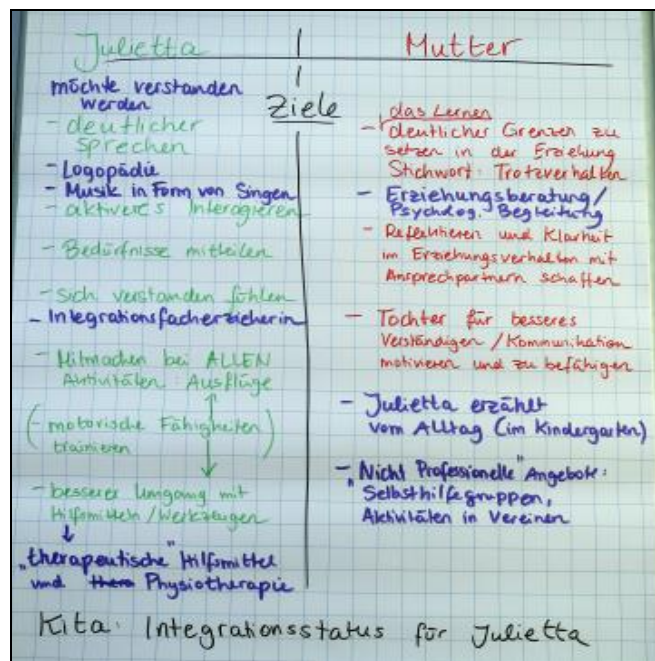 Julietta
Mutter
Ziele
möchte verstanden
werden
- deutlicher
sprechen
- Logopädie
- Musik in Form von Singen
- aktiveres Interagieren
- Bedürfnisse mitteilen
- sich verstanden fühlen
- Integrationsfacherzieherin
- Mitmachen bei ALLEN
Aktivitäten Ausflüge
(motorische Fähigkeiten
trainieren)
- besserer Umgang mit
Hilfsmitteln/Werkzeugen
"therapeutische" Hilfsmittel
und Physiotherapie
das Lernen
- deutlicher Grenzen zu
setzen in der Erziehung
Stichwort: Trotzverhalten
- Erziehungsberatung/
Psycholog. Begleitung
- Reflektieren und Klarheit
im Erziehungsverhalten mit
Ansprechpartnern schaffen
- Tochter für besseres
Verständigen/Kommunikation
motivieren und zu befähigen
- Julietta erzählt
vom Alltag (im Kindergarten)
- "Nicht Professionelle" Angebote:
Selbsthilfegruppen,
Aktivitäten in Vereinen
Kita: Integrationsstatus für Julietta